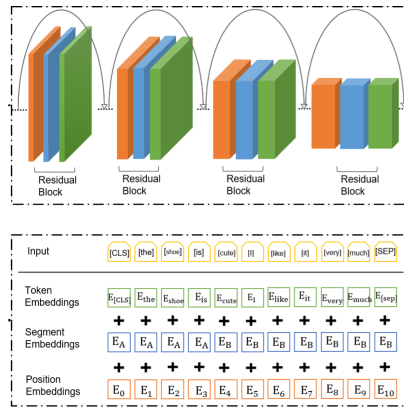 Residual Block
Residual Block
Residual Block
Residual Block
Input [CLS] [the] [shoe] [is] [cute] [I] [like] [it] [very] [much] [SEP]
Token Embeddings E[CLS] Ethe Eshoe Eis Ecute EI Elike Eit Every Emuch E[sep]
+ + + + + + + + + + +
Segment Embeddings EA EA EA EA EB EB EB EB EB EB EB
+ + + + + + + + + + +
Position Embeddings E0 E1 E2 E3 E4 E5 E6 E7 E8 E9 E10